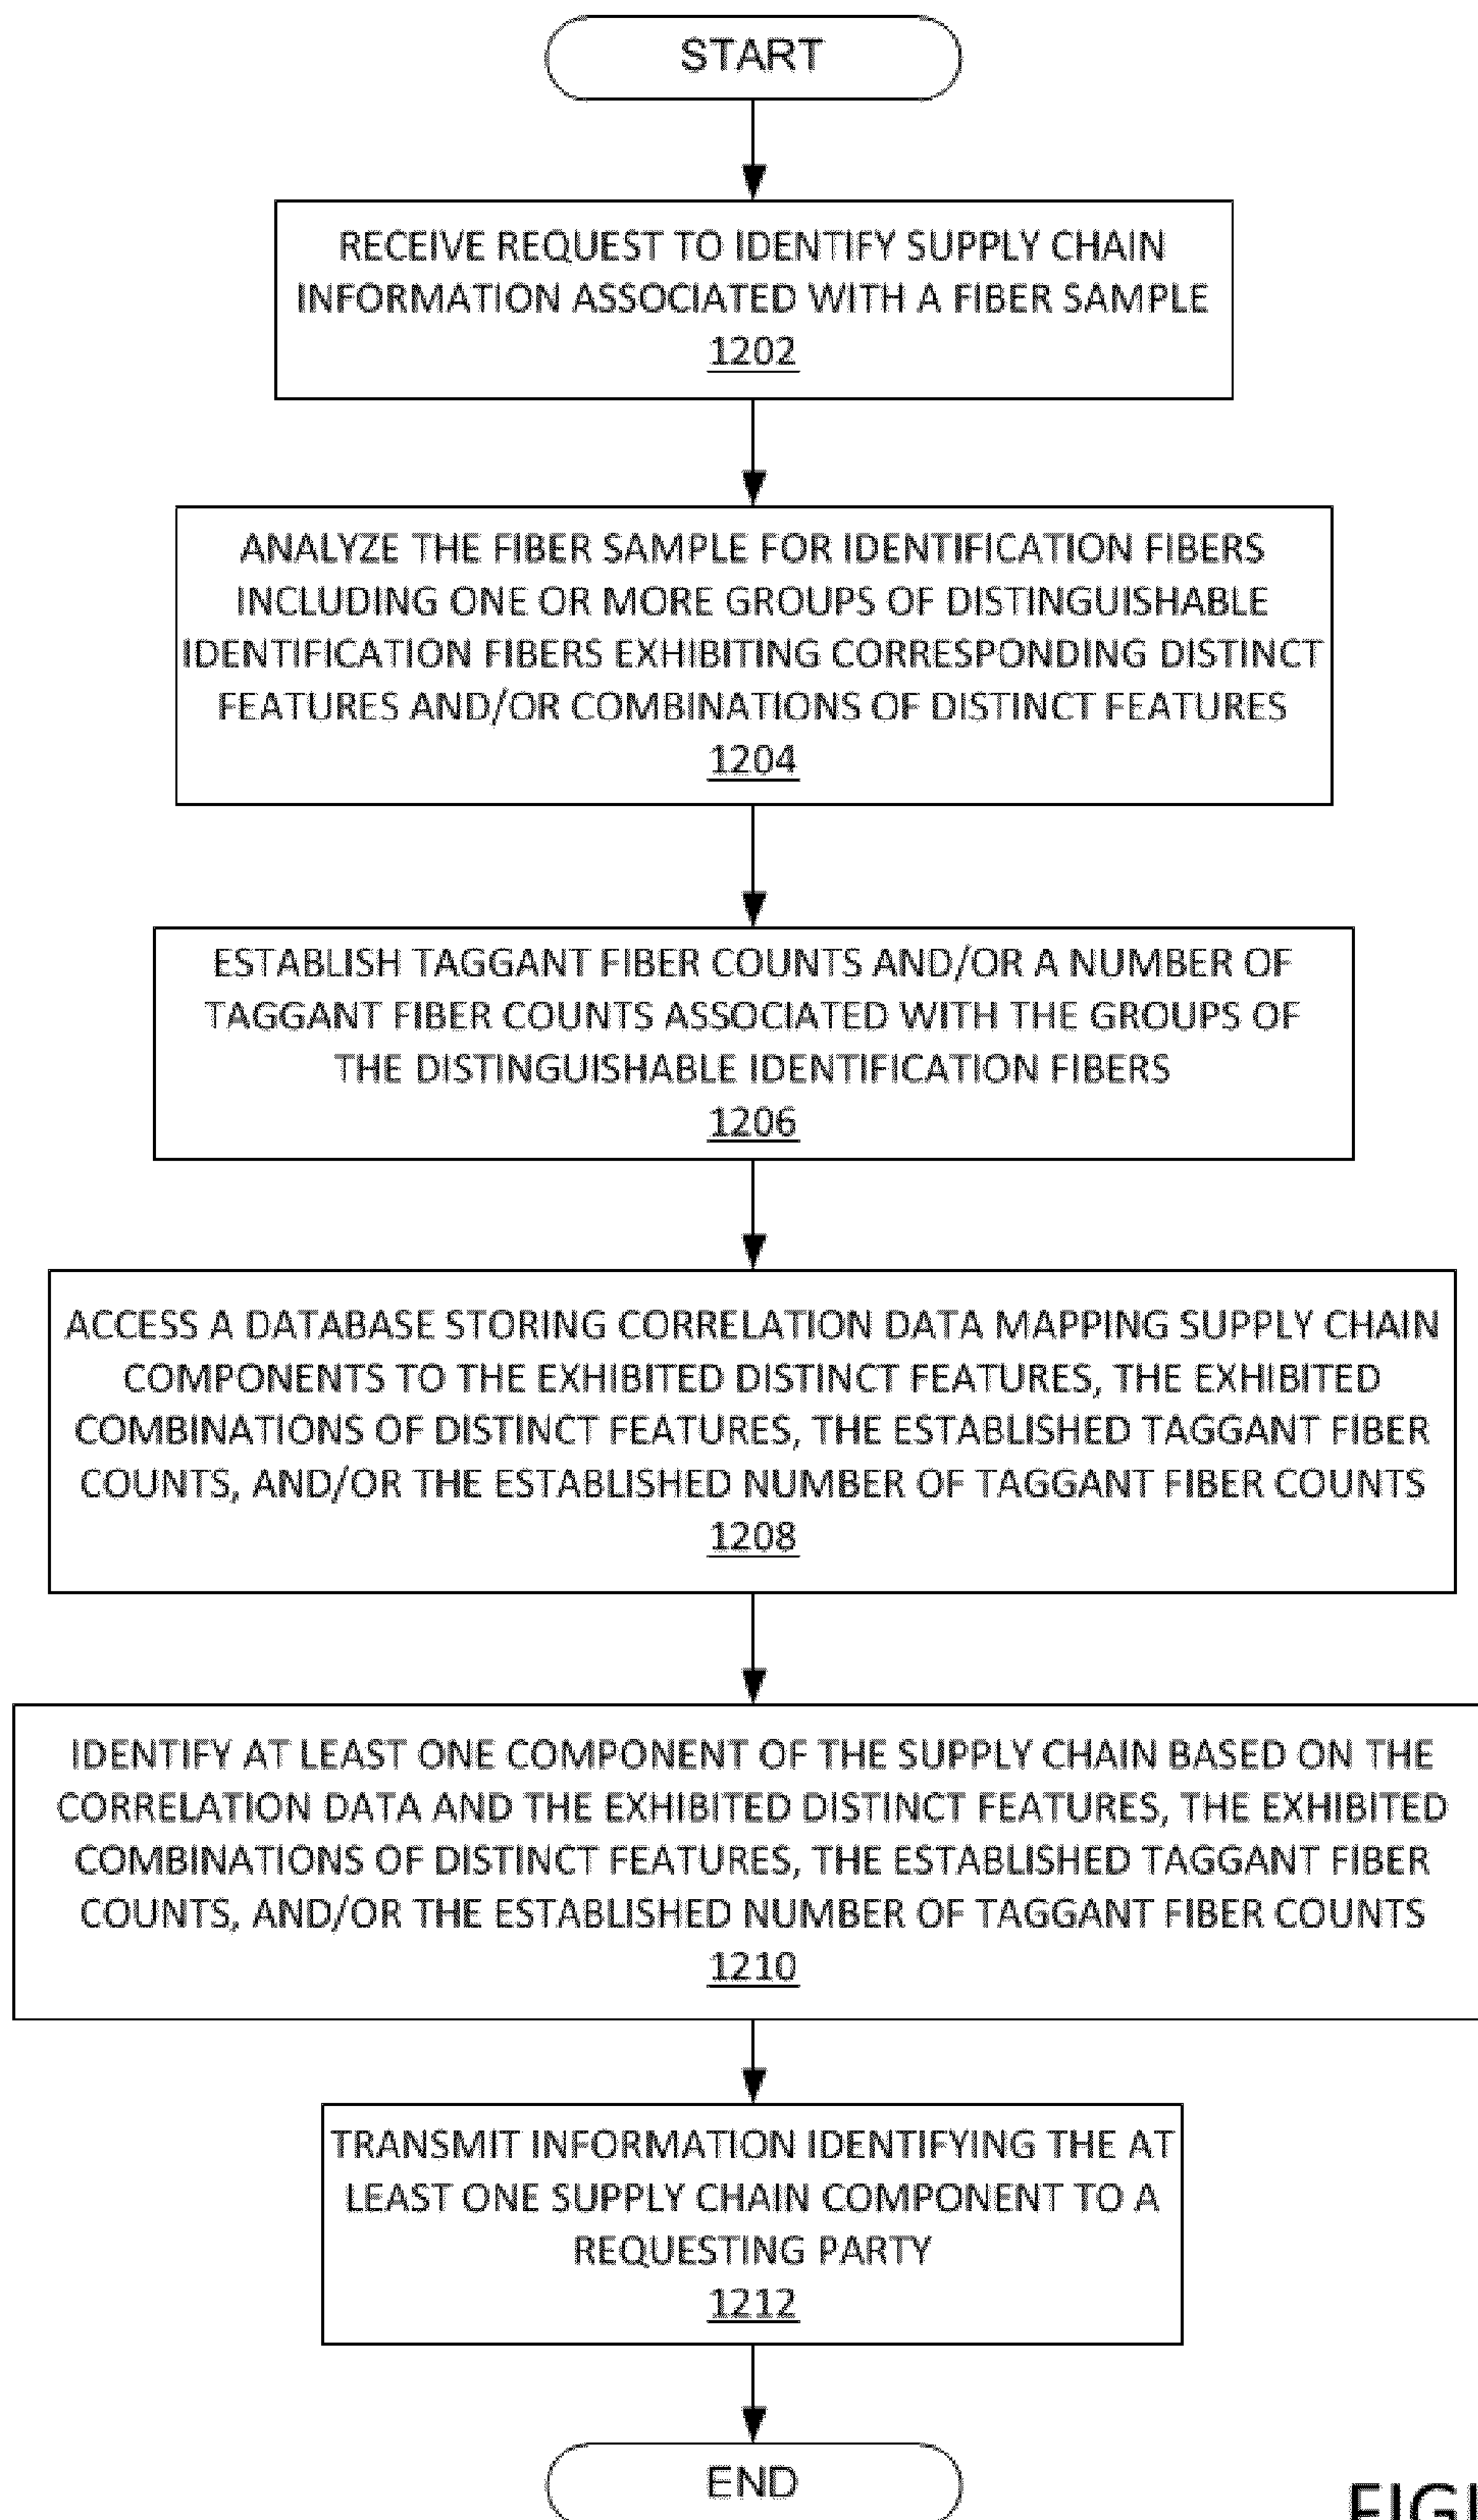 START
RECEIVE REQUEST TO IDENTIFY SUPPLY CHAIN
INFORMATION ASSOCIATED WITH A FIBER SAMPLE
1202
ANALYZE THE FIBER SAMPLE FOR IDENTIFICATION FIBERS
INCLUDING ONE OR MORE GROUPS OF DISTINGUISHABLE
IDENTIFICATION FIBERS EXHIBITING CORRESPONDING DISTINCT
FEATURES AND/OR COMBINATIONS OF DISTINCT FEATURES
1204
ESTABLISH TAGGANT FIBER COUNTS AND/OR A NUMBER OF
TAGGANT FIBER COUNTS ASSOCIATED WITH THE GROUPS OF
THE DISTINGUISHABLE IDENTIFICATION FIBERS
1206
ACCESS A DATABASE STORING CORRELATION DATA MAPPING SUPPLY CHAIN
COMPONENTS TO THE EXHIBITED DISTINCT FEATURES, THE EXHIBITED
COMBINATIONS OF DISTINCT FEATURES, THE ESTABLISHED TAGGANT FIBER
COUNTS, AND/OR THE ESTABLISHED NUMBER OF TAGGANT FIBER COUNTS
1208
IDENTIFY AT LEAST ONE COMPONENT OF THE SUPPLY CHAIN BASED ON THE
CORRELATION DATA AND THE EXHIBITED DISTINCT FEATURES, THE EXHIBITED
COMBINATIONS OF DISTINCT FEATURES, THE ESTABLISHED TAGGANT FIBER
COUNTS, AND/OR THE ESTABLISHED NUMBER OF TAGGANT FIBER COUNTS
1210
TRANSMIT INFORMATION IDENTIFYING THE AT
LEAST ONE SUPPLY CHAIN COMPONENT TO A
REQUESTING PARTY
1212
END